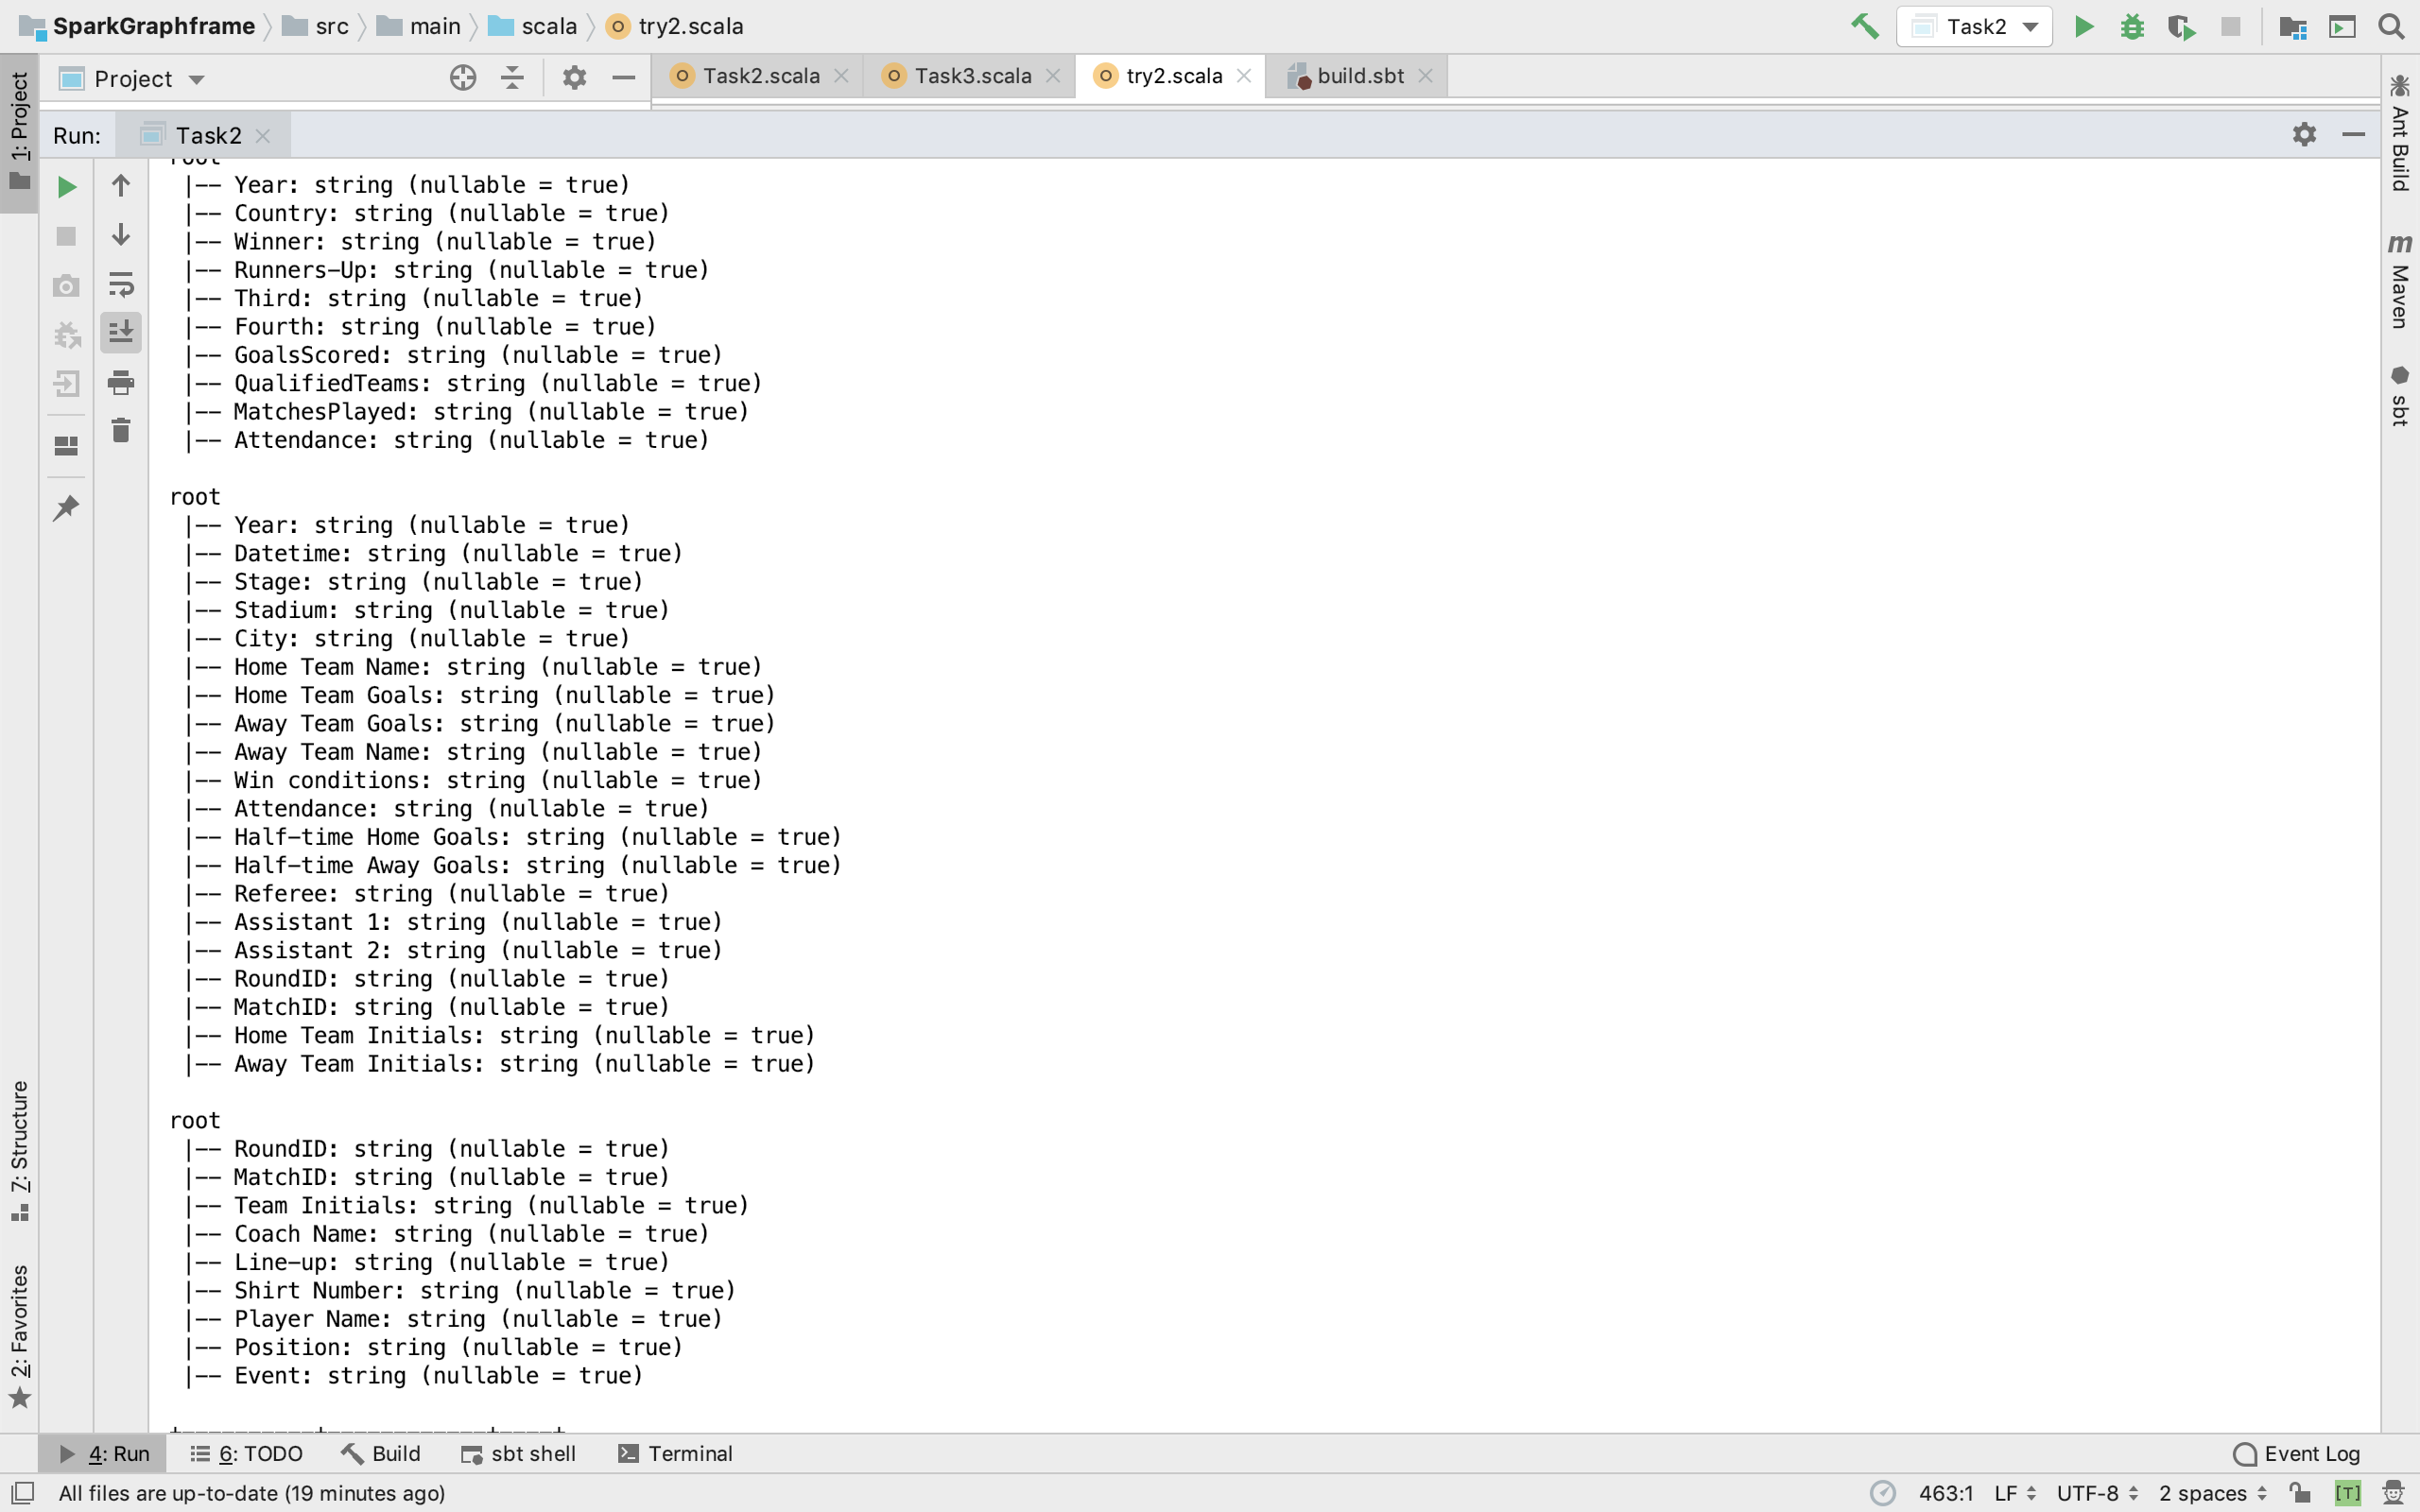 SparkGraphframe src main scala try2.scala Task2
Project Task2.scala Task3.scala try2.scala build.sbt
Run: Task2
root
|-- Year: string (nullable = true)
|-- Country: string (nullable = true)
|-- Winner: string (nullable = true)
|-- Runners-Up: string (nullable = true)
|-- Third: string (nullable = true)
|-- Fourth: string (nullable = true)
|-- GoalsScored: string (nullable = true)
|-- QualifiedTeams: string (nullable = true)
|-- MatchesPlayed: string (nullable = true)
|-- Attendance: string (nullable = true)
root
|-- Year: string (nullable = true)
|-- Datetime: string (nullable = true)
|-- Stage: string (nullable = true)
|-- Stadium: string (nullable = true)
|-- City: string (nullable = true)
|-- Home Team Name: string (nullable = true)
|-- Home Team Goals: string (nullable = true)
|-- Away Team Goals: string (nullable = true)
|-- Away Team Name: string (nullable = true)
|-- Win conditions: string (nullable = true)
|-- Attendance: string (nullable = true)
|-- Half-time Home Goals: string (nullable = true)
|-- Half-time Away Goals: string (nullable = true)
|-- Referee: string (nullable = true)
|-- Assistant 1: string (nullable = true)
|-- Assistant 2: string (nullable = true)
|-- RoundID: string (nullable = true)
|-- MatchID: string (nullable = true)
|-- Home Team Initials: string (nullable = true)
|-- Away Team Initials: string (nullable = true)
root
|-- RoundID: string (nullable = true)
|-- MatchID: string (nullable = true)
|-- Team Initials: string (nullable = true)
|-- Coach Name: string (nullable = true)
|-- Line-up: string (nullable = true)
|-- Shirt Number: string (nullable = true)
|-- Player Name: string (nullable = true)
|-- Position: string (nullable = true)
|-- Event: string (nullable = true)
1: Project
7: Structure
2: Favorites
Ant Build
m Maven
sbt
4: Run 6: TODO Build sbt shell Terminal Event Log
All files are up-to-date (19 minutes ago) 463:1 LF UTF-8 2 spaces [T]